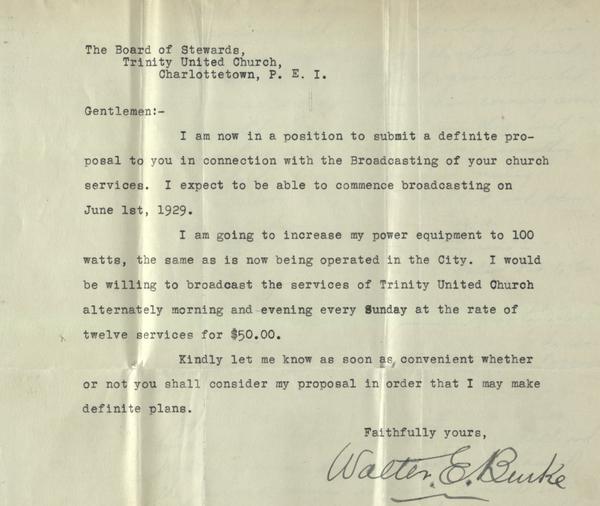 The Board of Stewards,
Trinity United Church,
Charlottetown, P. E. I.
Gentlemen:-
I am now in a position to submit a definite pro-
posal to you in connection with the Broadcasting of your church
services. I expect to be able to commence broadcasting on
June 1st, 1929.
I am going to increase my power equipment to 100
watts, the same as is now being operated in the City. I would
be willing to broadcast the services of Trinity United Church
alternately morning and evening every Sunday at the rate of
twelve services for $50.00.
Kindly let me know as soon as convenient whether
or not you shall consider my proposal in order that I may make
definite plans.
Faithfully yours,
Walter. E. Burke